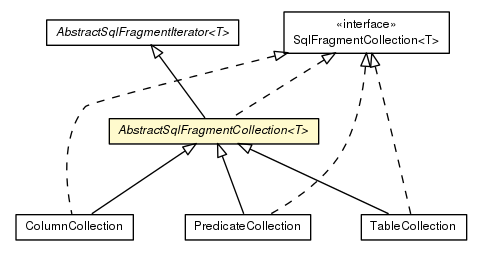 AbstractSqlFragmentIterator<T>
«interface»
SqlFragmentCollection<T>
AbstractSqlFragmentCollection<T>
ColumnCollection
PredicateCollection
TableCollection